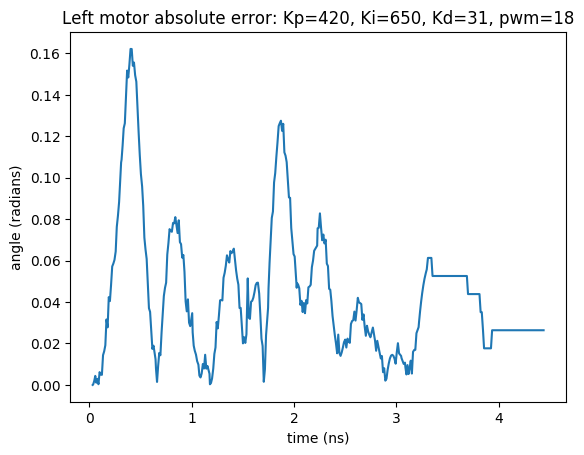 Left motor absolute error: Kp=420, Ki=650, Kd=31, pwm=18
0.16
0.14
0.12
0.10
0.08
0.06
0.04
0.02
0.00
angle (radians)
0 1 2 3 4
time (ns)